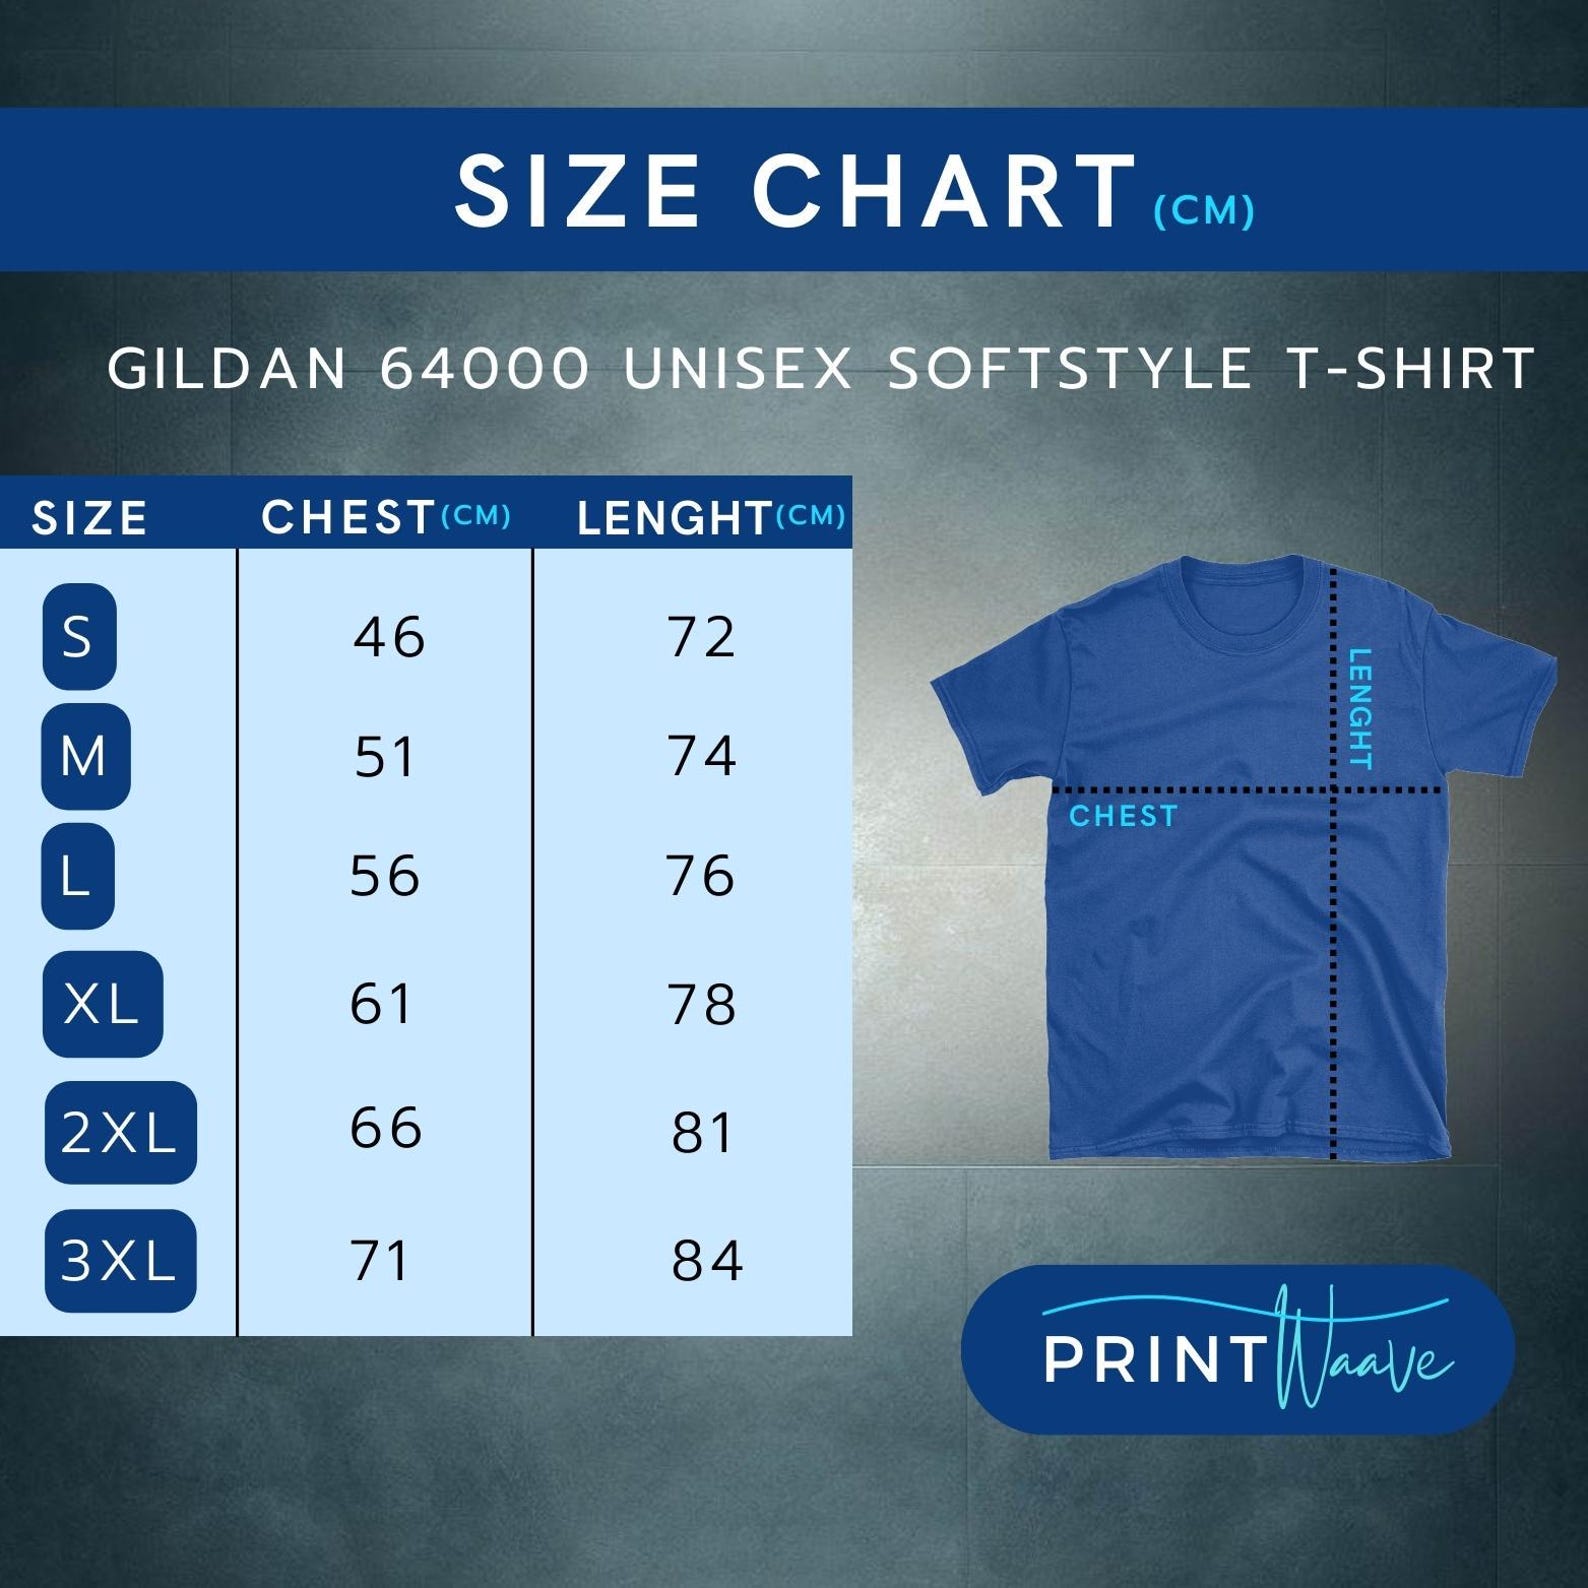 SIZE CHART (CM)
GILDAN 64000 UNISEX SOFTSTYLE T-SHIRT
SIZE CHEST (CM) LENGHT (CM)
S 46 72
M 51 74
L 56 76
XL 61 78
2XL 66 81
3XL 71 84
LENGHT
CHEST
PRINT Waave